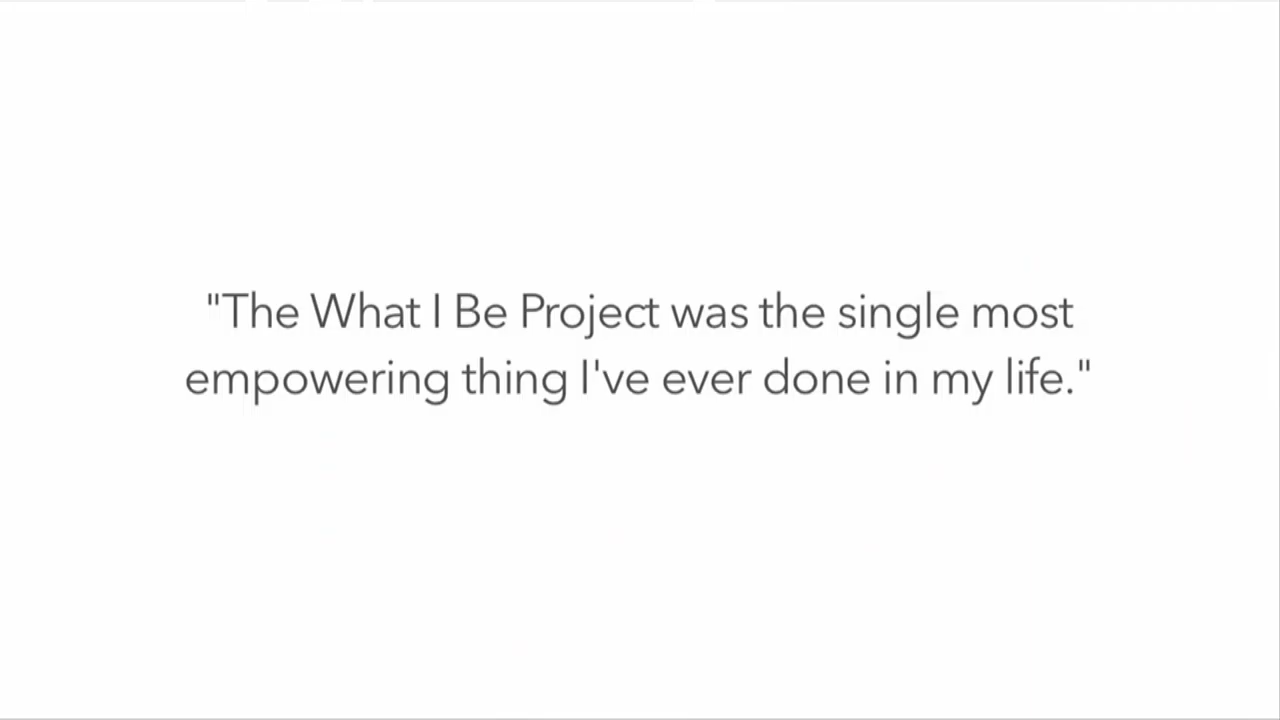 "The What I Be Project was the single most
empowering thing I've ever done in my life."